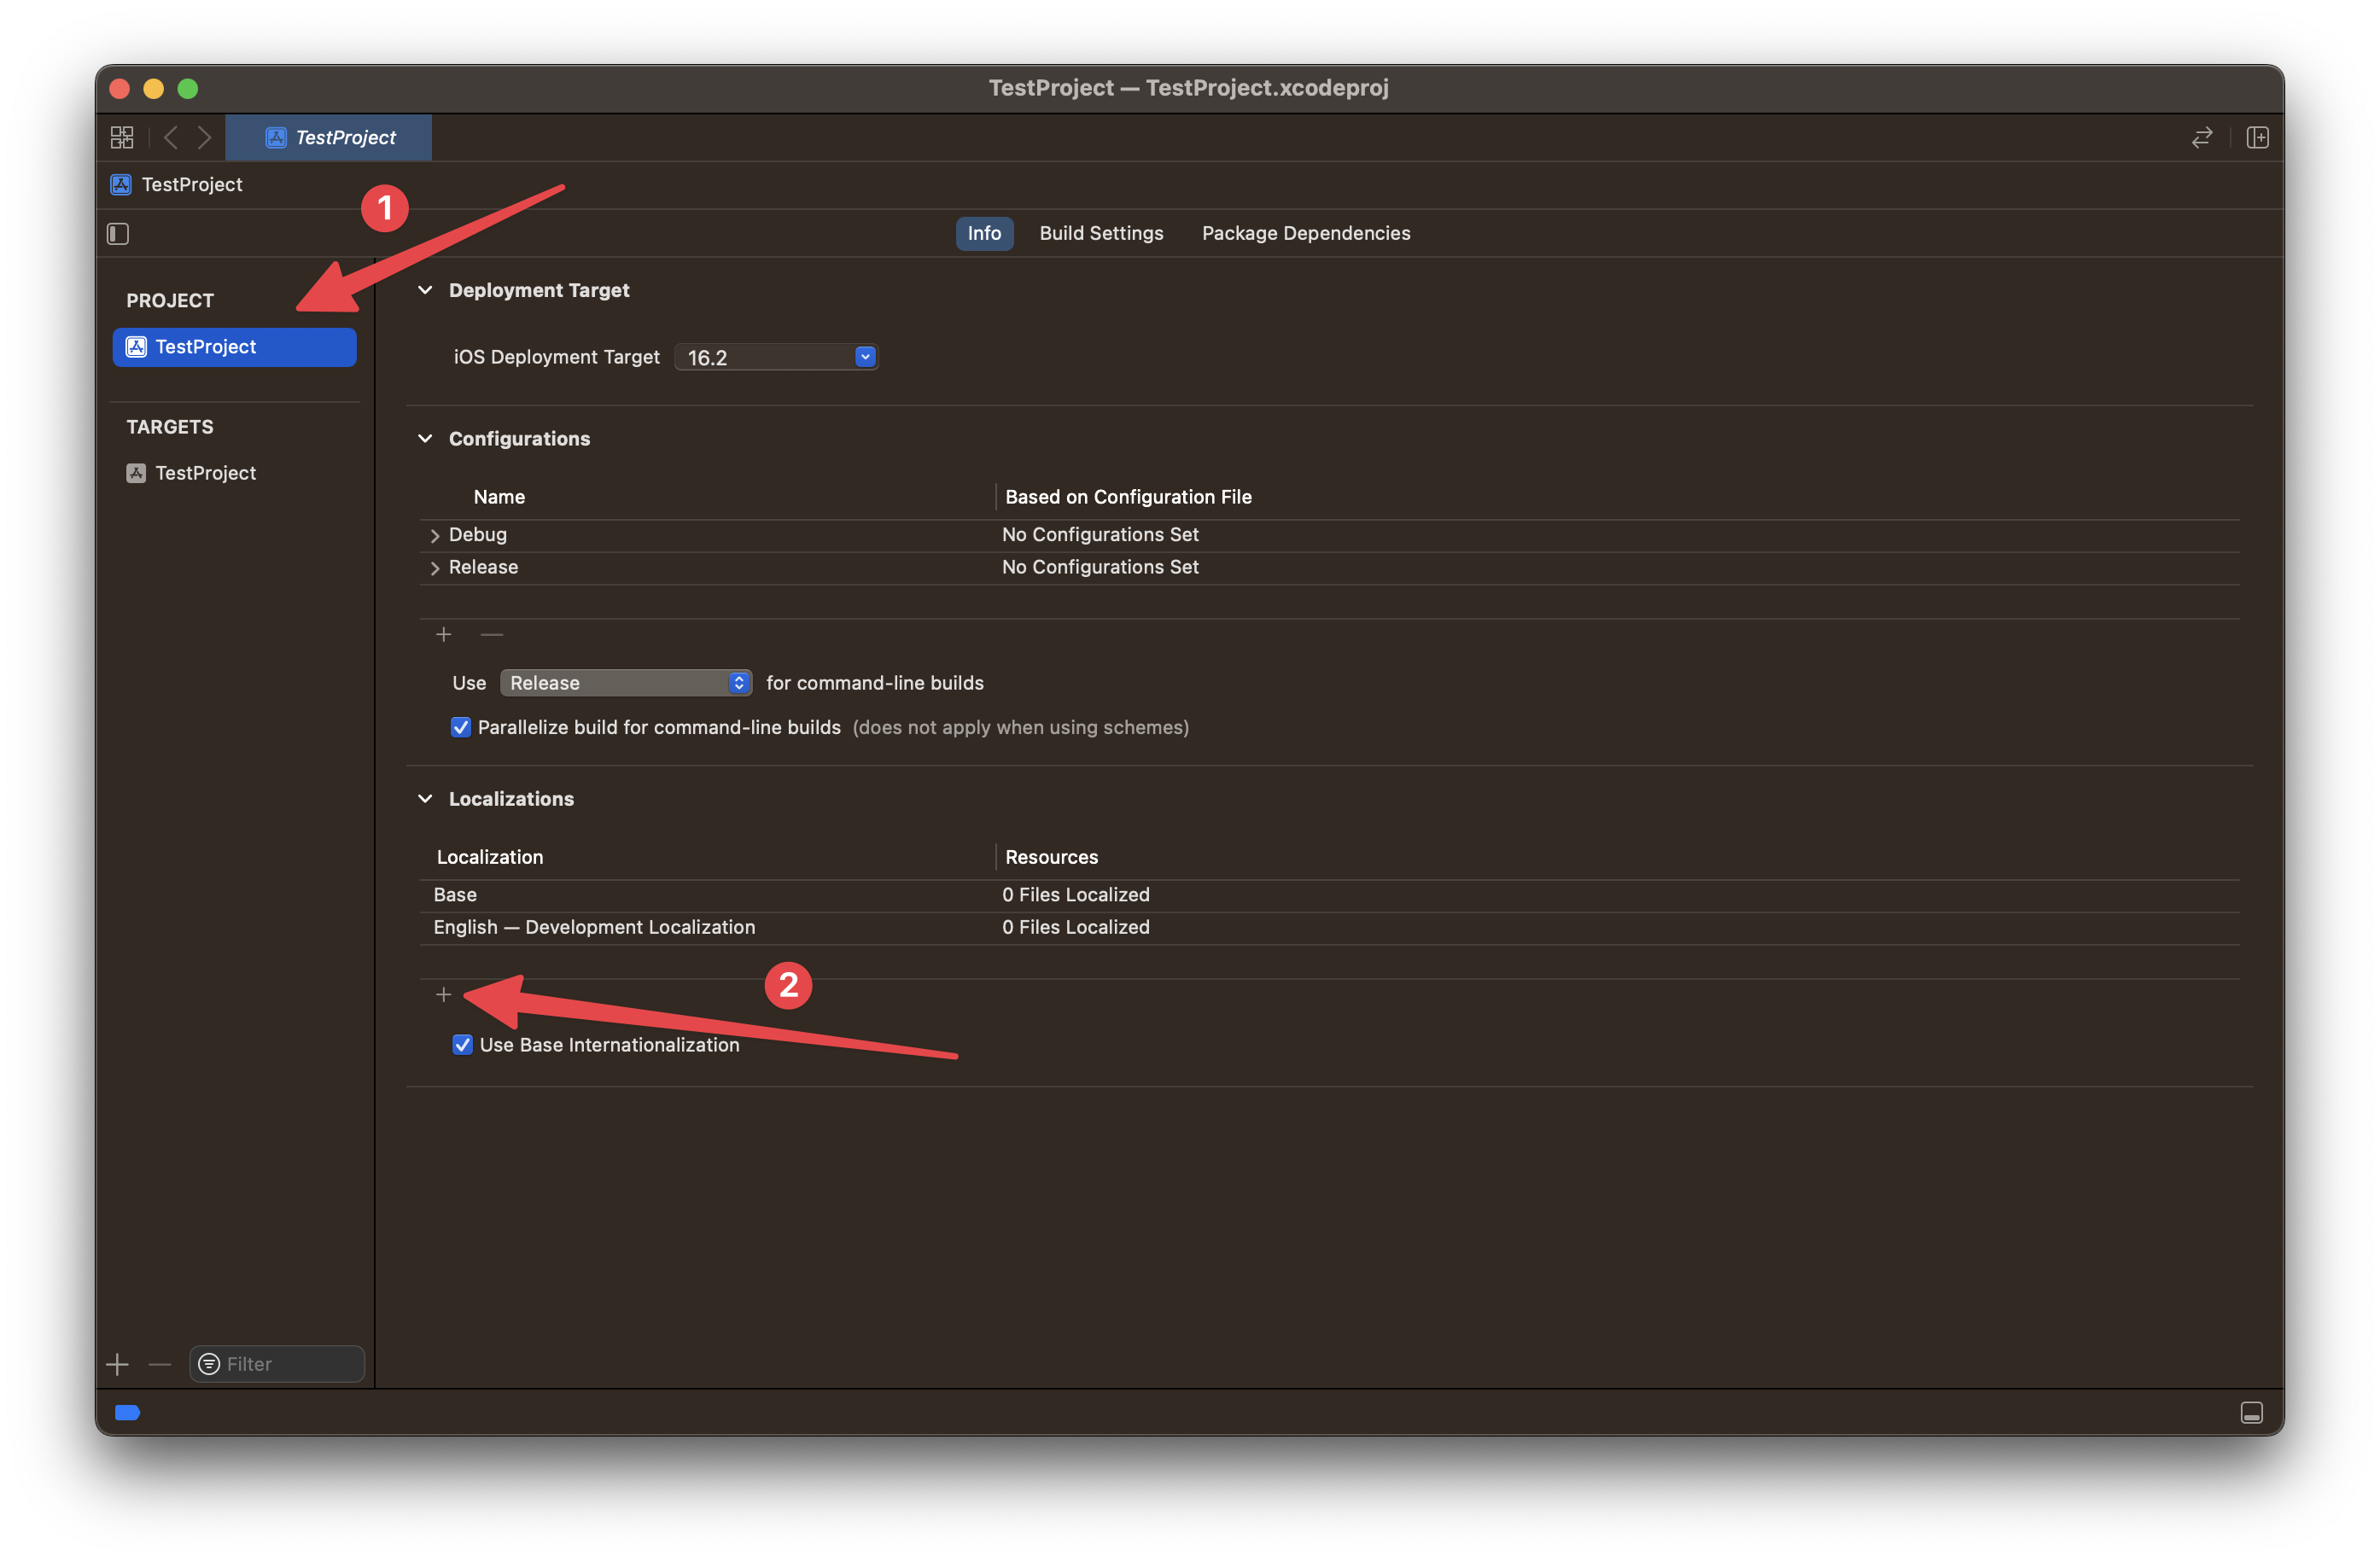 TestProject — TestProject.xcodeproj
TestProject
TestProject
1
Info Build Settings Package Dependencies
PROJECT
TestProject
TARGETS
TestProject
Deployment Target
iOS Deployment Target 16.2
Configurations
Name Based on Configuration File
Debug No Configurations Set
Release No Configurations Set
Use Release for command-line builds
Parallelize build for command-line builds (does not apply when using schemes)
Localizations
Localization Resources
Base 0 Files Localized
English — Development Localization 0 Files Localized
2
Use Base Internationalization
Filter